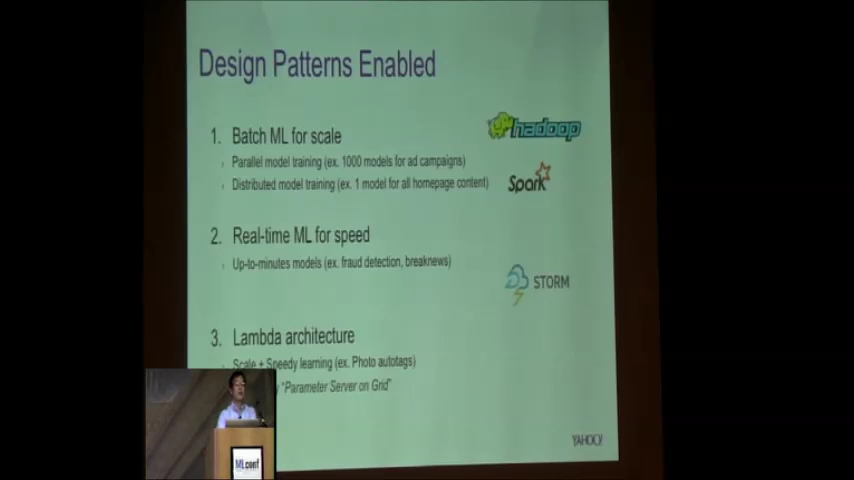 Design Patterns Enabled
1. Batch ML for scale
Parallel model training (ex. 1000 models for ad campaigns)
Distributed model training (ex. 1 model for all homepage content)
hadoop
Spark
2. Real-time ML for speed
Up-to-minutes models (ex. fraud detection, breaknews)
STORM
3. Lambda architecture
Scale + Speedy learning (ex. Photo autotags)
"Parameter Server on Grid"
YAHOO!
MLconf